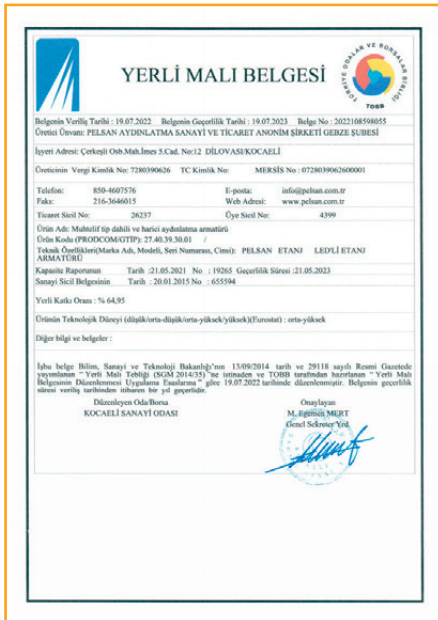 YERLİ MALI BELGESİ
TÜRKİYE ODALAR VE BORSALAR BİRLİĞİ
TOBB
Belgenin Veriliş Tarihi : 19.07.2022 Belgenin Geçerlilik Tarihi : 19.07.2023 Belge No : 2022108598055
Üretici Ünvanı: PELSAN AYDINLATMA SANAYİ VE TİCARET ANONİM ŞİRKETİ GEBZE ŞUBESİ
İşyeri Adresi: Çerkeşli Osb.Mah.İmes 5.Cad. No:12 DİLOVASI/KOCAELİ
Üreticinin Vergi Kimlik No: 7280390626 TC Kimlik No: MERSİS No : 0728039062600001
Telefon: 850-4607576 E-posta: info@pelsan.com.tr
Faks: 216-3646015 Web Adresi: www.pelsan.com.tr
Ticaret Sicil No: 26237 Üye Sicil No: 4399
Ürün Adı: Muhtelif tip dahili ve harici aydınlatma armatürü
Ürün Kodu (PRODCOM/GTİP): 27.40.39.30.01 /
Teknik Özellikleri(Marka Adı, Modeli, Seri Numarası, Cinsi): PELSAN ETANJ LED'Lİ ETANJ
ARMATÜRÜ
Kapasite Raporunun Tarih :21.05.2021 No : 19265 Geçerlilik Süresi :21.05.2023
Sanayi Sicil Belgesinin Tarih : 20.01.2015 No : 655594
Yerli Katkı Oranı : % 64,95
Ürünün Teknolojik Düzeyi (düşük/orta-düşük/orta-yüksek/yüksek)(Eurostat) : orta-yüksek
Diğer bilgi ve belgeler :
İşbu belge Bilim, Sanayi ve Teknoloji Bakanlığı'nın 13/09/2014 tarih ve 29118 sayılı Resmi Gazetede
yayımlanan " Yerli Malı Tebliği (SGM 2014/35) "ne istinaden ve TOBB tarafından hazırlanan " Yerli Malı
Belgesinin Düzenlenmesi Uygulama Esaslarına " göre 19.07.2022 tarihinde düzenlenmiştir. Belgenin geçerlilik
süresi veriliş tarihinden itibaren bir yıl geçerlidir.
Düzenleyen Oda/Borsa Onaylayan
KOCAELİ SANAYİ ODASI M. Egemen MERT
Genel Sekreter Yrd.